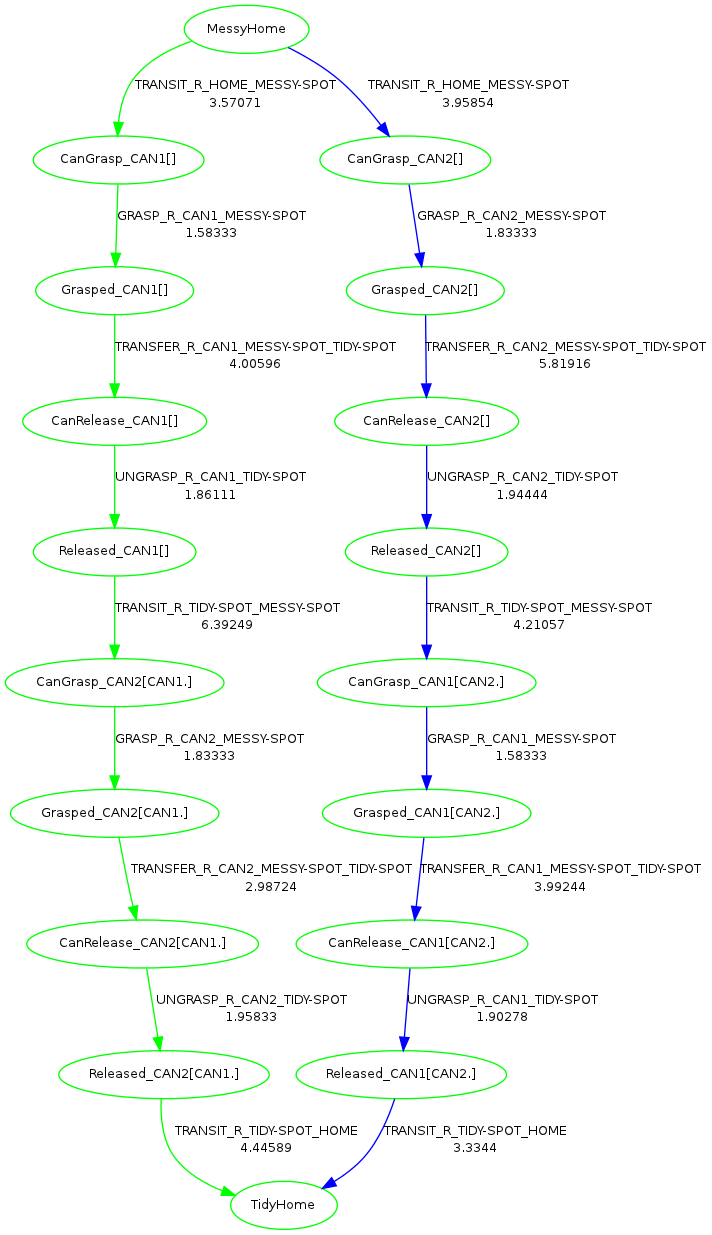 MessyHome
TRANSIT_R_HOME_MESSY-SPOT
3.57071
TRANSIT_R_HOME_MESSY-SPOT
3.95854
CanGrasp_CAN1[]
CanGrasp_CAN2[]
GRASP_R_CAN1_MESSY-SPOT
1.58333
GRASP_R_CAN2_MESSY-SPOT
1.83333
Grasped_CAN1[]
Grasped_CAN2[]
TRANSFER_R_CAN1_MESSY-SPOT_TIDY-SPOT
4.00596
TRANSFER_R_CAN2_MESSY-SPOT_TIDY-SPOT
5.81916
CanRelease_CAN1[]
CanRelease_CAN2[]
UNGRASP_R_CAN1_TIDY-SPOT
1.86111
UNGRASP_R_CAN2_TIDY-SPOT
1.94444
Released_CAN1[]
Released_CAN2[]
TRANSIT_R_TIDY-SPOT_MESSY-SPOT
6.39249
TRANSIT_R_TIDY-SPOT_MESSY-SPOT
4.21057
CanGrasp_CAN2[CAN1.]
CanGrasp_CAN1[CAN2.]
GRASP_R_CAN2_MESSY-SPOT
1.83333
GRASP_R_CAN1_MESSY-SPOT
1.58333
Grasped_CAN2[CAN1.]
Grasped_CAN1[CAN2.]
TRANSFER_R_CAN2_MESSY-SPOT_TIDY-SPOT
2.98724
TRANSFER_R_CAN1_MESSY-SPOT_TIDY-SPOT
3.99244
CanRelease_CAN2[CAN1.]
CanRelease_CAN1[CAN2.]
UNGRASP_R_CAN2_TIDY-SPOT
1.95833
UNGRASP_R_CAN1_TIDY-SPOT
1.90278
Released_CAN2[CAN1.]
Released_CAN1[CAN2.]
TRANSIT_R_TIDY-SPOT_HOME
4.44589
TRANSIT_R_TIDY-SPOT_HOME
3.3344
TidyHome